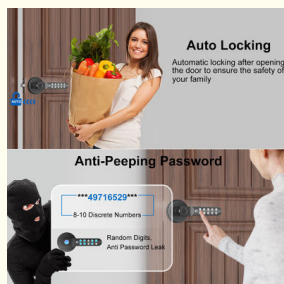 Auto Locking
Automatic locking after opening
the door to ensure the safety of
your family
AUTO
Anti-Peeping Password
***49716529***
8-10 Discrete Numbers
Random Digits,
Anti Password Leak